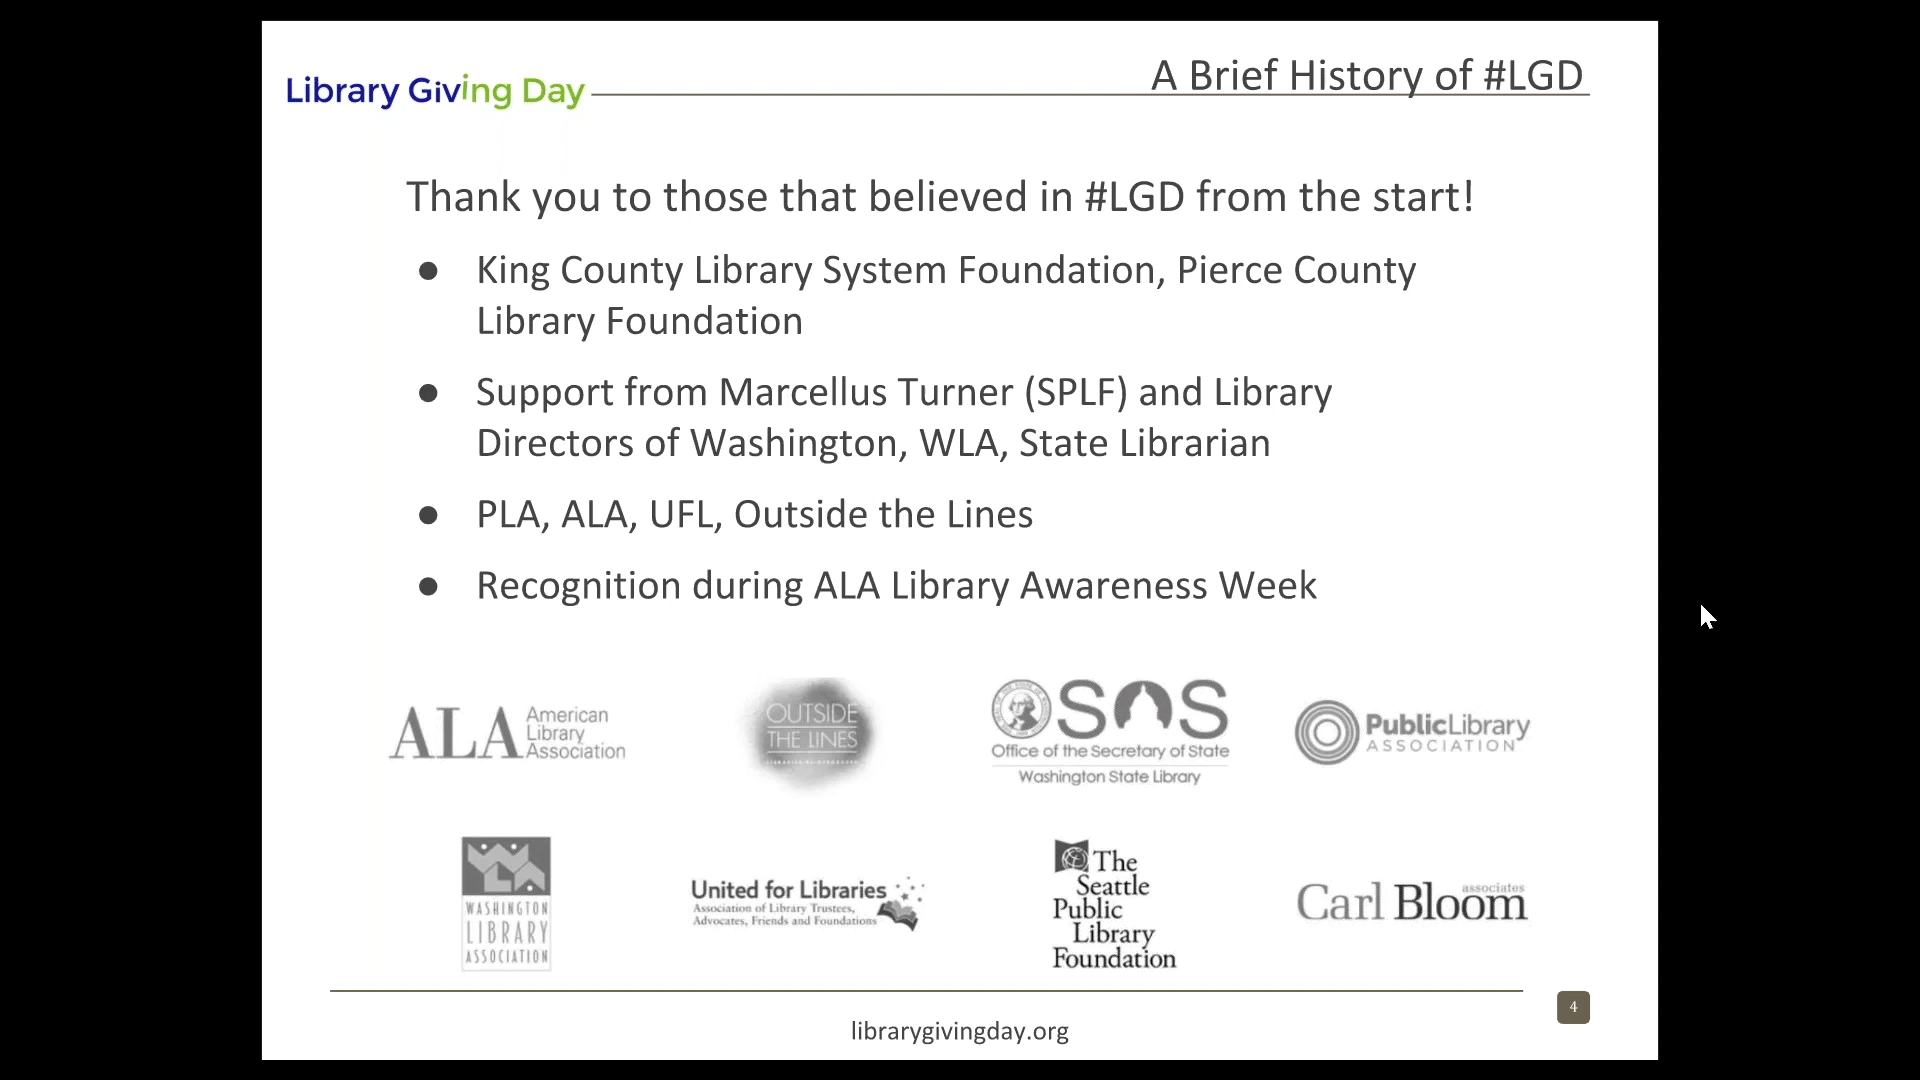 Library Giving Day
A Brief History of #LGD
Thank you to those that believed in #LGD from the start!
● King County Library System Foundation, Pierce County
Library Foundation
● Support from Marcellus Turner (SPLF) and Library
Directors of Washington, WLA, State Librarian
● PLA, ALA, UFL, Outside the Lines
● Recognition during ALA Library Awareness Week
ALA American
Library
Association
OUTSIDE
THE LINES
SOS
Office of the Secretary of State
Washington State Library
PublicLibrary
ASSOCIATION
WLA
WASHINGTON
LIBRARY
ASSOCIATION
United for Libraries
Association of Library Trustees,
Advocates, Friends and Foundations
The
Seattle
Public
Library
Foundation
associates
Carl Bloom
4
librarygivingday.org